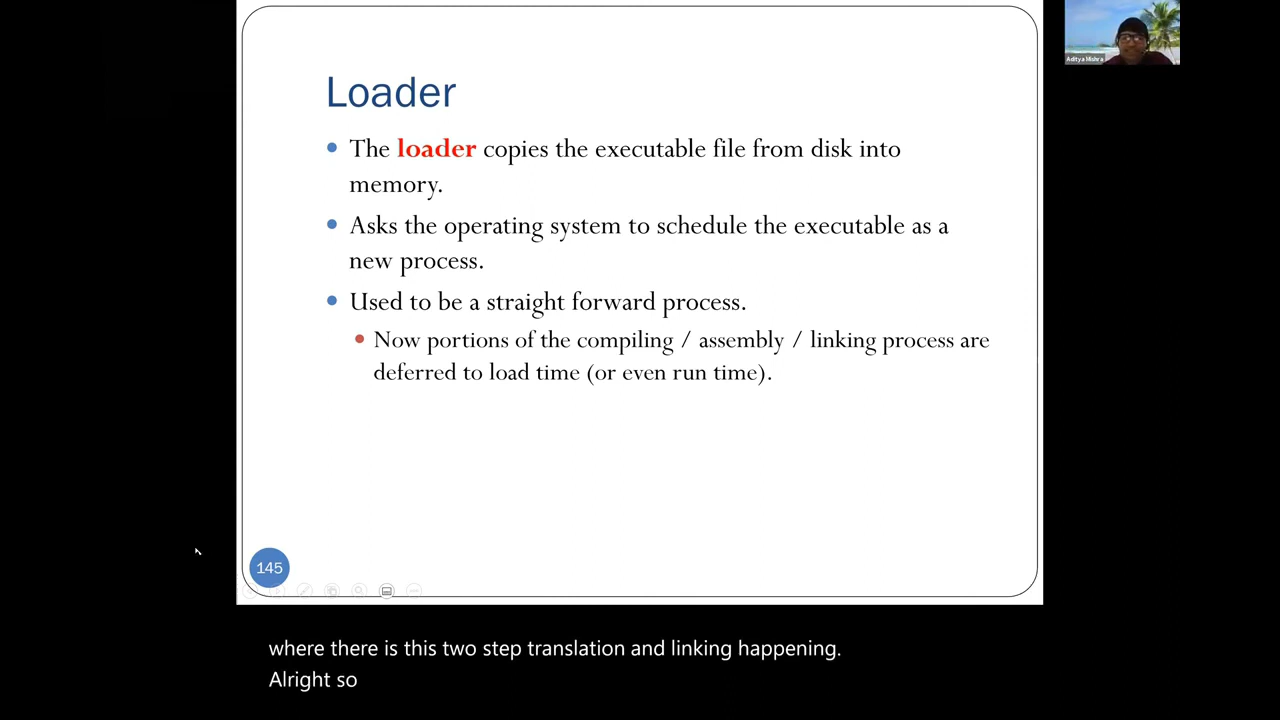 Loader
The loader copies the executable file from disk into
memory.
Asks the operating system to schedule the executable as a
new process.
Used to be a straight forward process.
Now portions of the compiling / assembly / linking process are
deferred to load time (or even run time).
145
where there is this two step translation and linking happening.
Alright so
Aditya Mishra